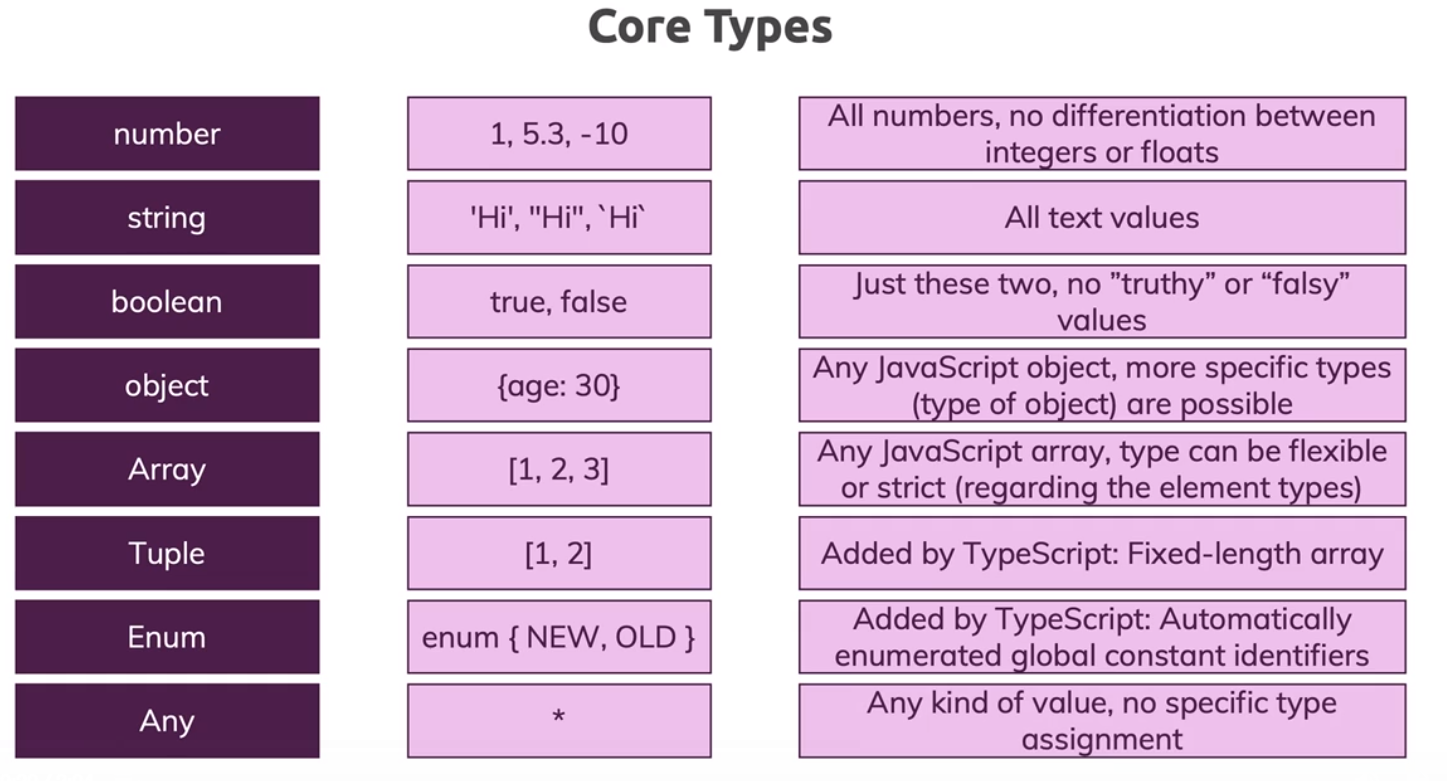 Core Types
number
1, 5.3, -10
All numbers, no differentiation between
integers or floats
string
'Hi', "Hi", `Hi`
All text values
boolean
true, false
Just these two, no ”truthy” or “falsy”
values
object
{age: 30}
Any JavaScript object, more specific types
(type of object) are possible
Array
[1, 2, 3]
Any JavaScript array, type can be flexible
or strict (regarding the element types)
Tuple
[1, 2]
Added by TypeScript: Fixed-length array
Enum
enum { NEW, OLD }
Added by TypeScript: Automatically
enumerated global constant identifiers
Any
*
Any kind of value, no specific type
assignment